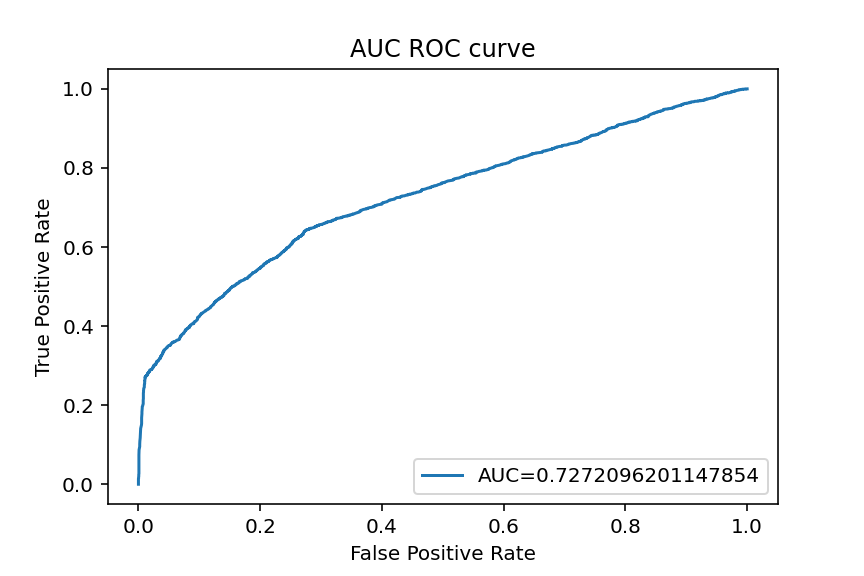 AUC ROC curve
True Positive Rate
1.0
0.8
0.6
0.4
0.2
0.0
AUC=0.7272096201147854
0.0 0.2 0.4 0.6 0.8 1.0
False Positive Rate